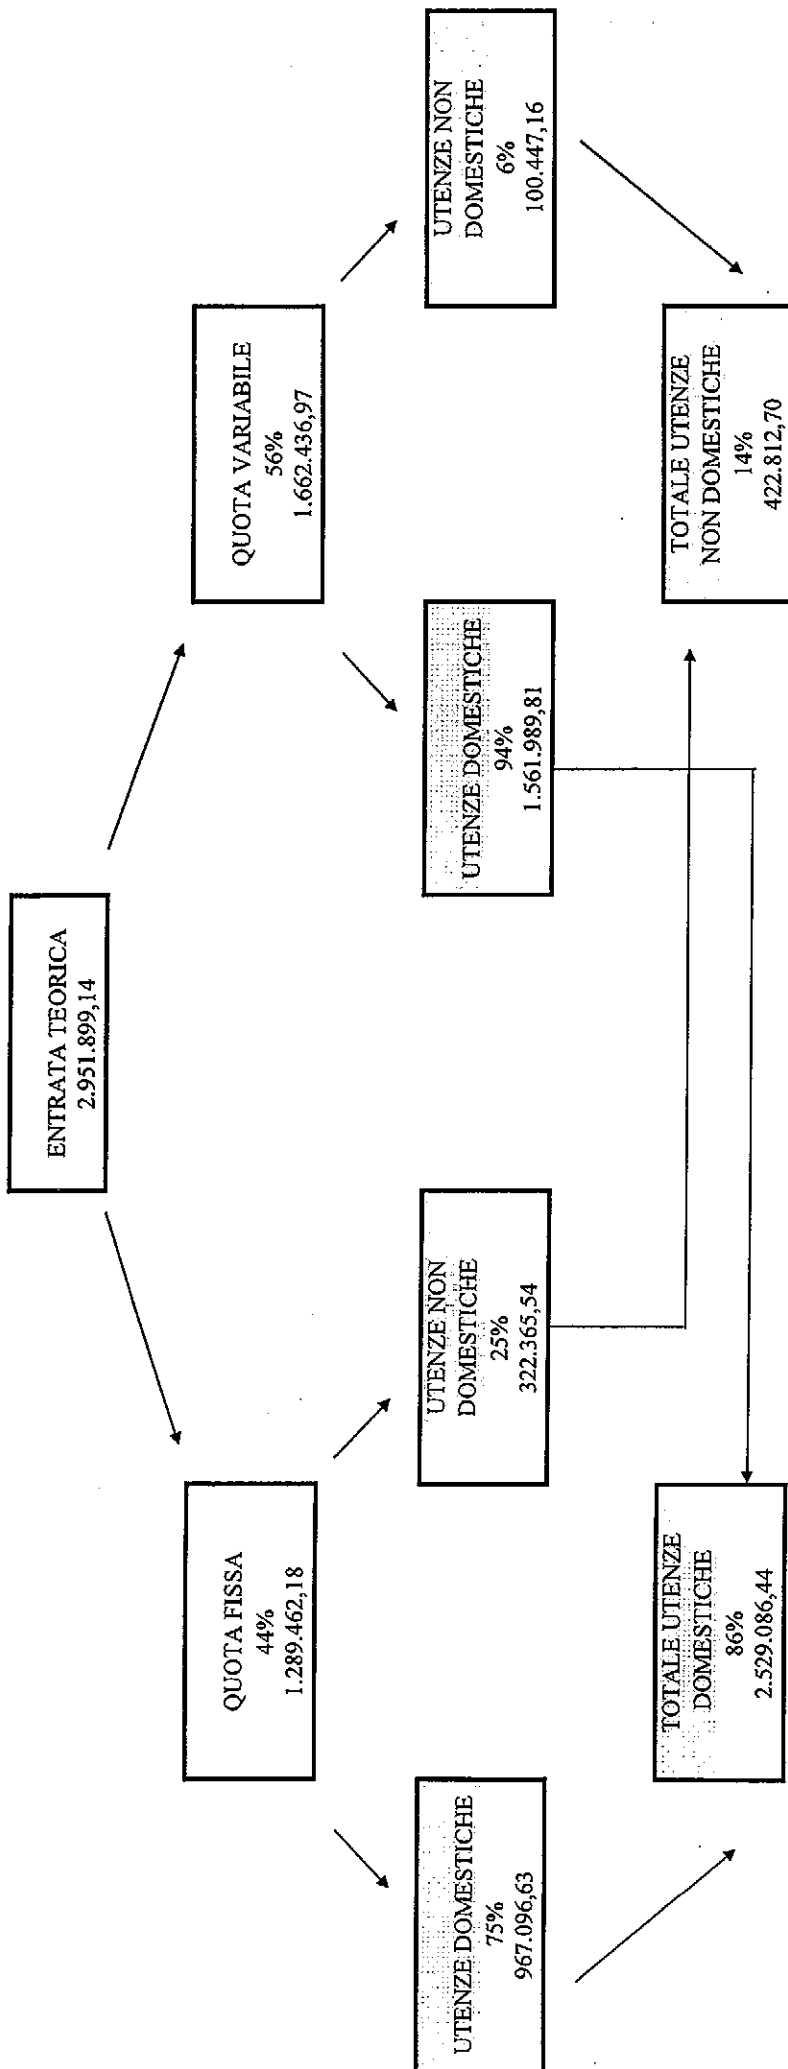 ENTRATA TEORICA
2.951.899,14
QUOTA FISSA
44%
1.289.462,18
QUOTA VARIABILE
56%
1.662.436,97
UTENZE DOMESTICHE
75%
967.096,63
UTENZE NON
DOMESTICHE
25%
322.365,54
UTENZE DOMESTICHE
94%
1.561.989,81
UTENZE NON
DOMESTICHE
6%
100.447,16
TOTALE UTENZE
DOMESTICHE
86%
2.529.086,44
TOTALE UTENZE
NON DOMESTICHE
14%
422.812,70